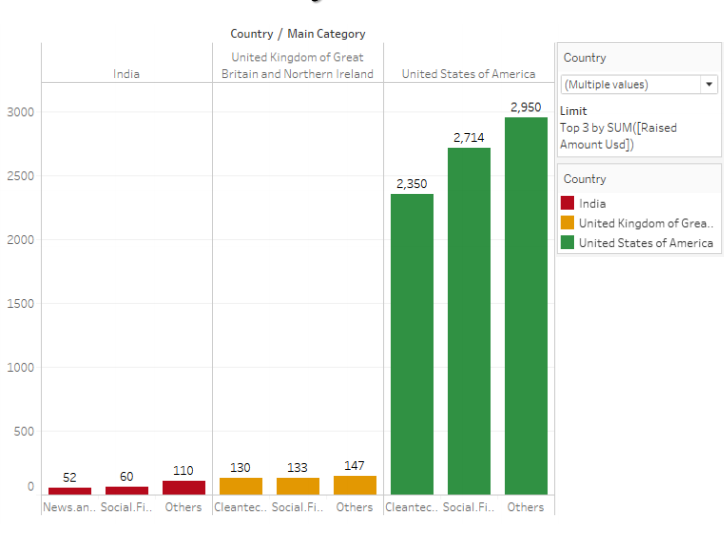 Country / Main Category
India
United Kingdom of Great
Britain and Northern Ireland
United States of America
3000
2500
2000
1500
1000
500
0
52
60
110
130
133
147
2,350
2,714
2,950
News.an..
Social.Fi..
Others
Cleantec..
Social.Fi..
Others
Cleantec..
Social.Fi..
Others
Country
(Multiple values)
Limit
Top 3 by SUM([Raised
Amount Usd])
Country
India
United Kingdom of Grea..
United States of America